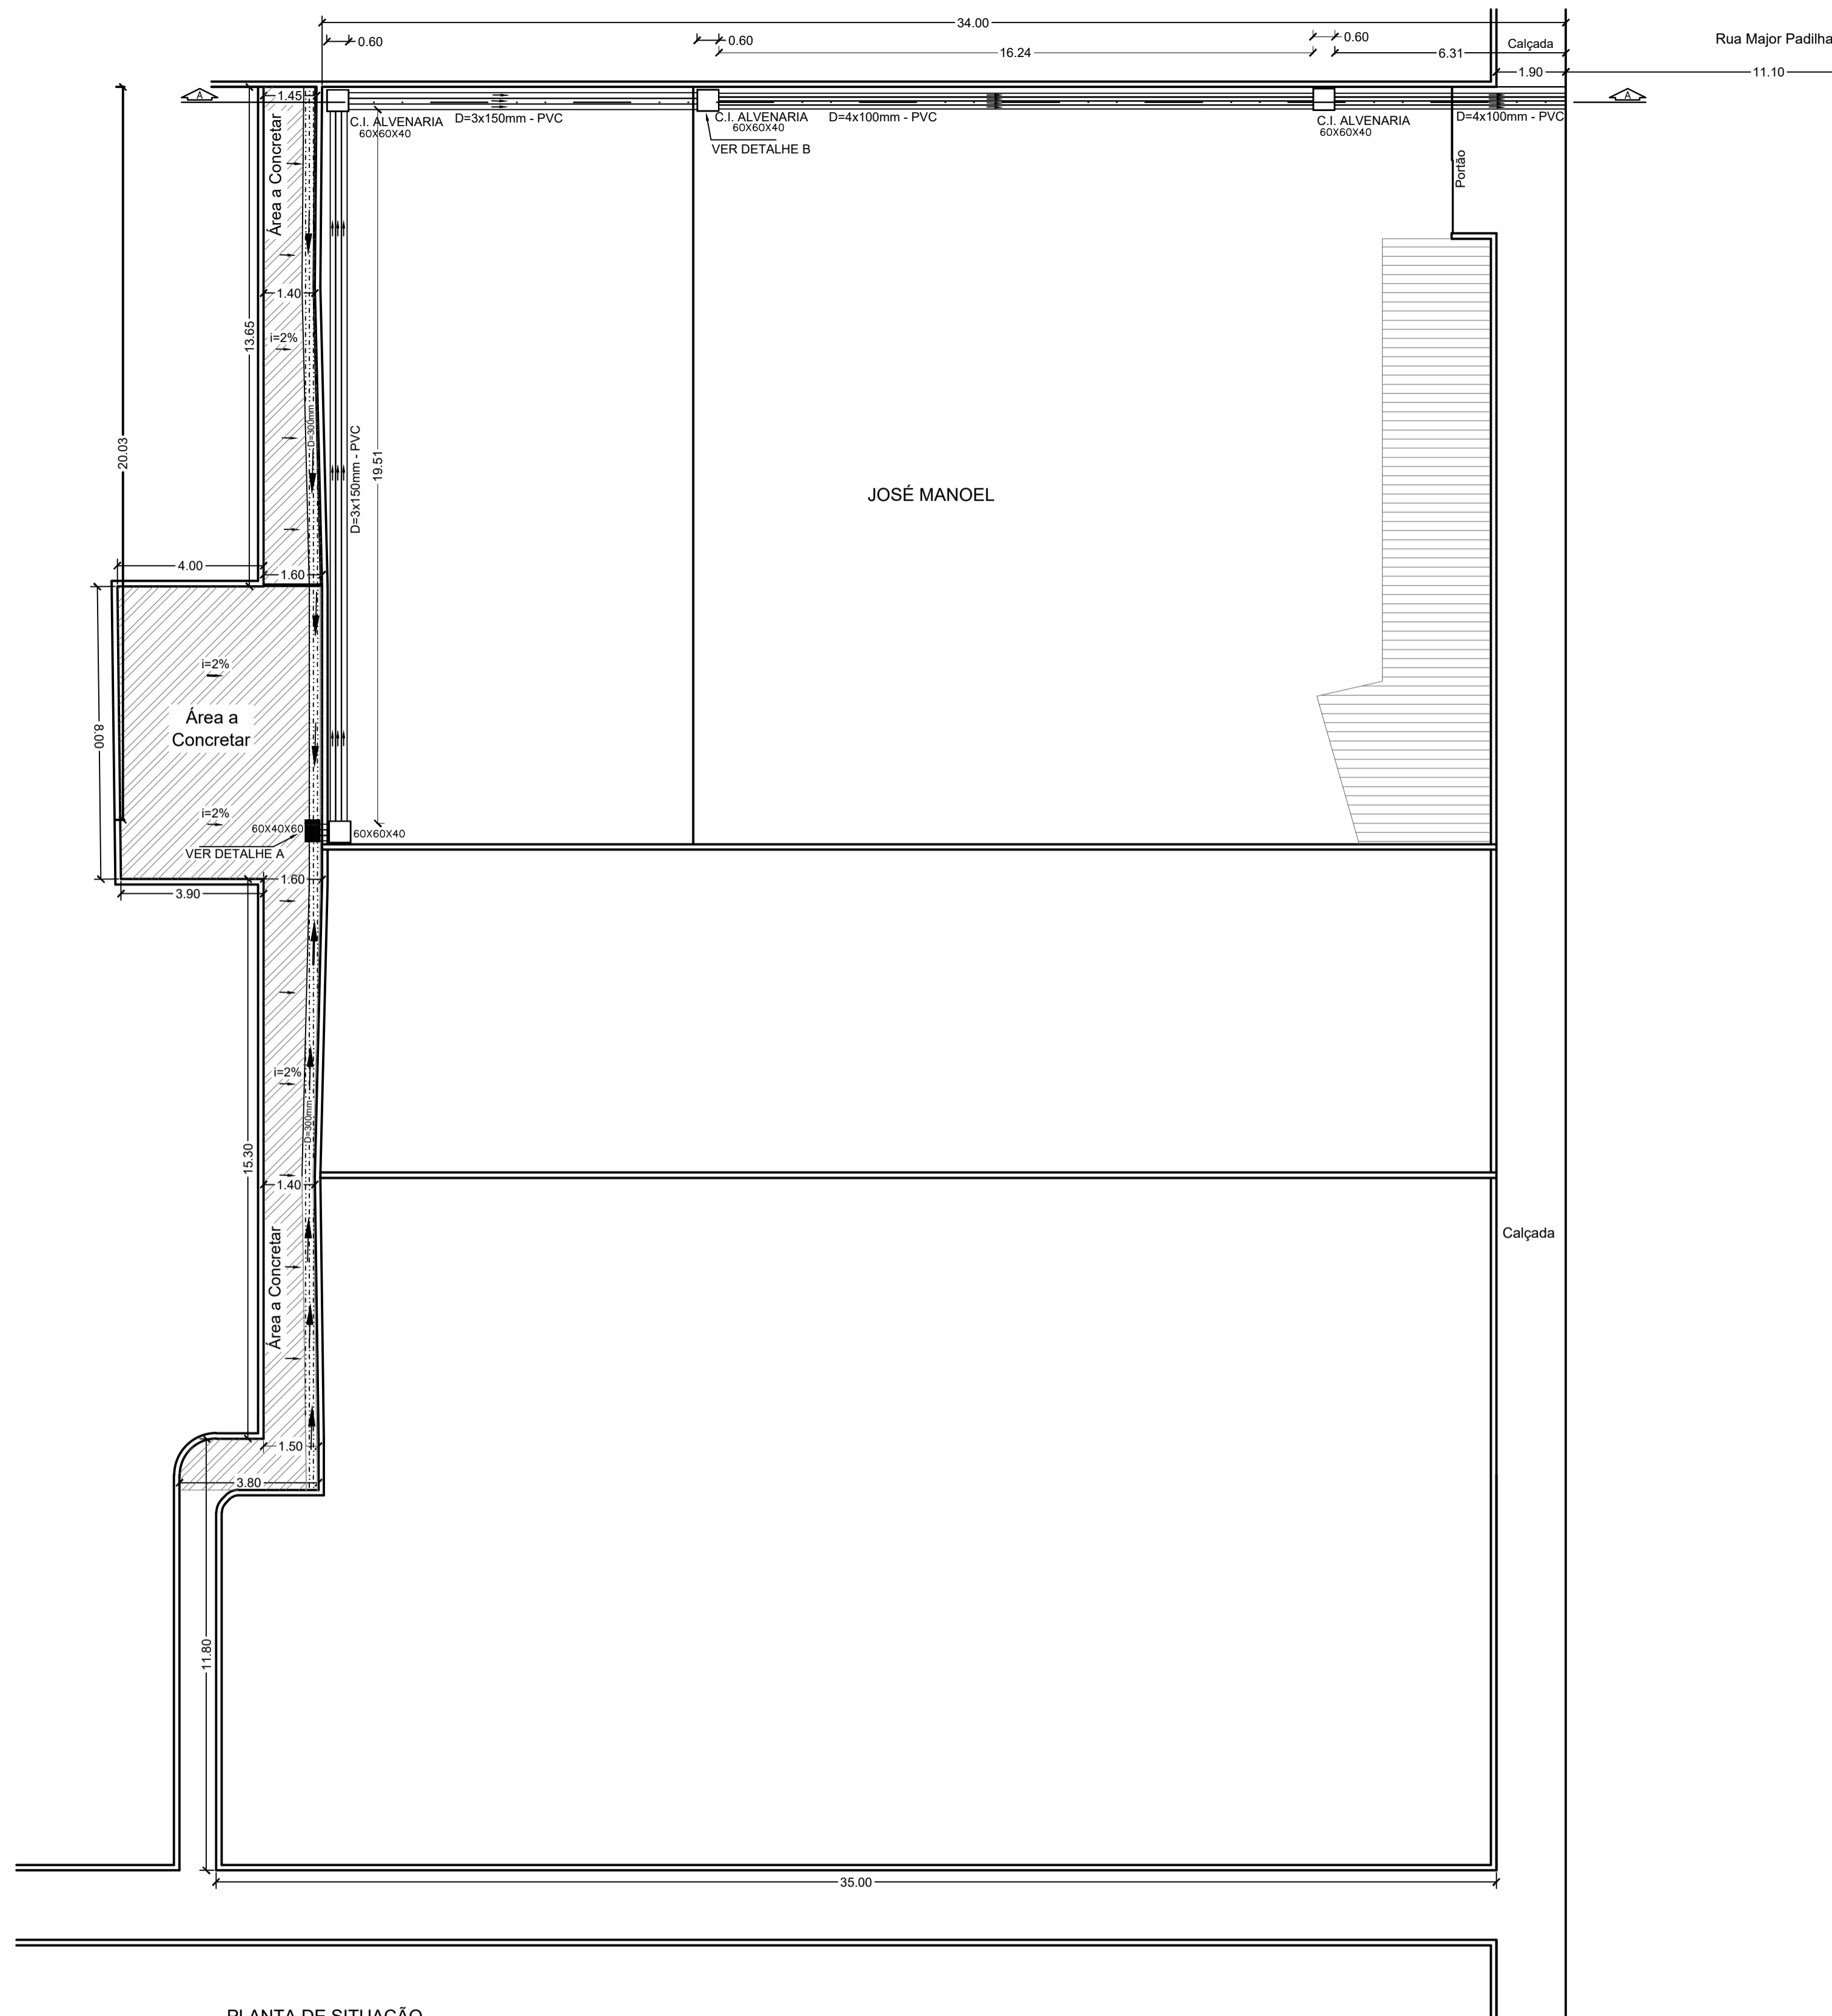 34.00
0.60
0.60
0.60
16.24
6.31
Calçada
Rua Major Padilha
1.90
11.10
A
A
1.45
C.I. ALVENARIA
60X60X40
D=3x150mm - PVC
C.I. ALVENARIA
60X60X40
VER DETALHE B
D=4x100mm - PVC
C.I. ALVENARIA
60X60X40
D=4x100mm - PVC
Portão
Área a Concretar
1.40
i=2%
13.65
D=300mm
D=3x150mm - PVC
19.51
20.03
JOSÉ MANOEL
4.00
1.60
i=2%
Área a
Concretar
8.00
i=2%
60X40X60
60X60X40
VER DETALHE A
1.60
3.90
i=2%
D=300mm
15.30
1.40
Área a Concretar
Calçada
1.50
3.80
11.80
35.00
PLANTA DE SITUAÇÃO